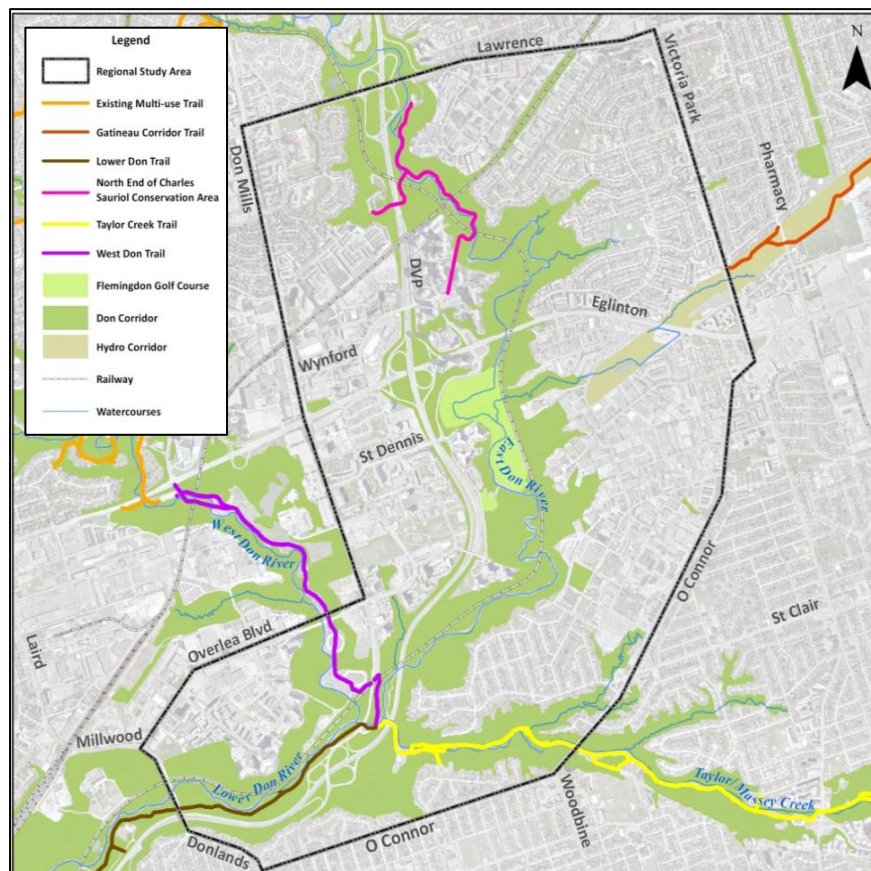 Legend
Regional Study Area
Existing Multi-use Trail
Gatineau Corridor Trail
Lower Don Trail
North End of Charles
Sauriol Conservation Area
Taylor Creek Trail
West Don Trail
Flemingdon Golf Course
Don Corridor
Hydro Corridor
Railway
Watercourses
N
Lawrence
Victoria Park
Don Mills
Pharmacy
DVP
Eglinton
Wynford
St Dennis
East Don River
West Don River
O Connor
St Clair
Laird
Overlea Blvd
Millwood
Lower Don River
Taylor/Massey Creek
Woodbine
O Connor
Donlands